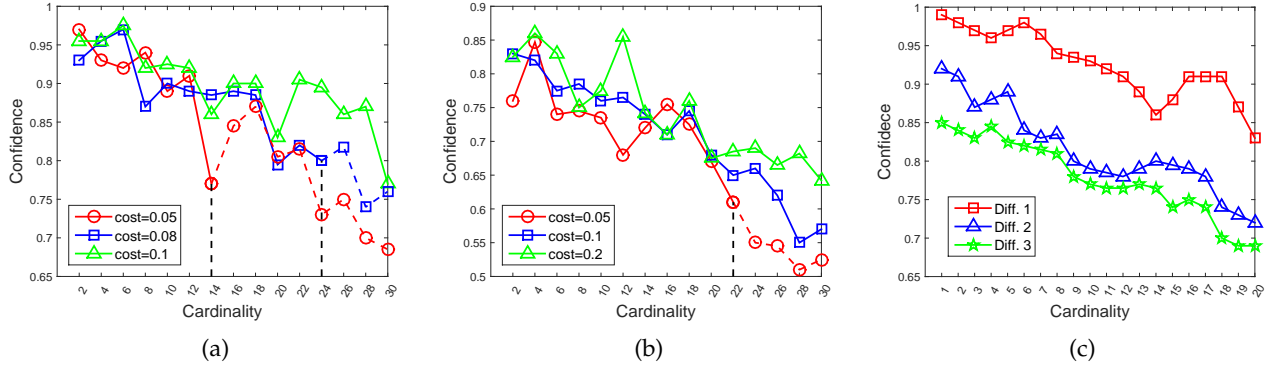 1
0.95
0.9
0.85
0.8
0.75
0.7
0.65
Confidence
cost=0.05
cost=0.08
cost=0.1
2 4 6 8 10 12 14 16 18 20 22 24 26 28 30
Cardinality
(a)
0.9
0.85
0.8
0.75
0.7
0.65
0.6
0.55
0.5
Confidence
cost=0.05
cost=0.1
cost=0.2
2 4 6 8 10 12 14 16 18 20 22 24 26 28 30
Cardinality
(b)
1
0.95
0.9
0.85
0.8
0.75
0.7
0.65
Confidece
Diff. 1
Diff. 2
Diff. 3
1 2 3 4 5 6 7 8 9 10 11 12 13 14 15 16 17 18 19 20
Cardinality
(c)